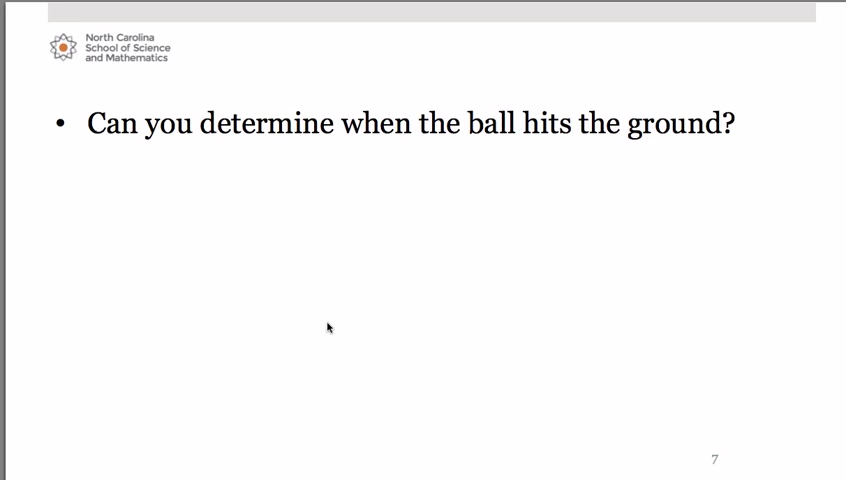 North Carolina
School of Science
and Mathematics
• Can you determine when the ball hits the ground?
7